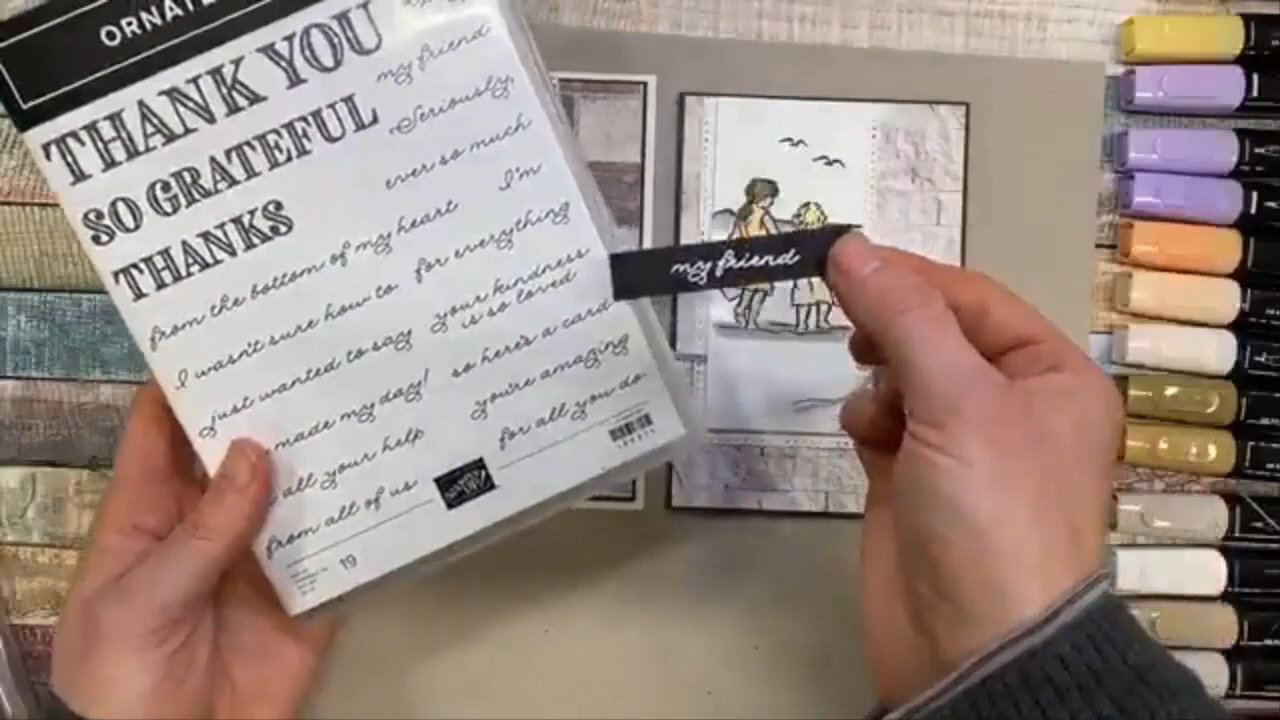 ORNATE
THANK YOU
SO GRATEFUL
THANKS
my friend
Seriously,
ever so much
I'm
from the bottom of my heart
for everything
I wasn't sure how to
your kindness
is so loved
just wanted to say
so here's a card
made my day!
you're amazing
all your help
for all you do
from all of us
STAMPIN' UP!
19
my friend